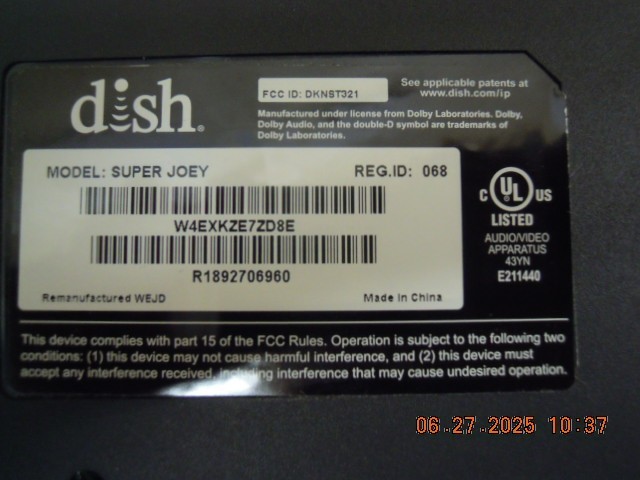 dish.
FCC ID: DKNST321
See applicable patents at
www.dish.com/ip
Manufactured under license from Dolby Laboratories. Dolby,
Dolby Audio, and the double-D symbol are trademarks of
Dolby Laboratories.
MODEL: SUPER JOEY REG.ID: 068
W4EXKZE7ZD8E
R1892706960
Remanufactured WEJD Made in China
C UL US
®
LISTED
AUDIO/VIDEO
APPARATUS
43YN
E211440
This device complies with part 15 of the FCC Rules. Operation is subject to the following two
conditions: (1) this device may not cause harmful interference, and (2) this device must
accept any interference received, including interference that may cause undesired operation.
06.27.2025 10:37